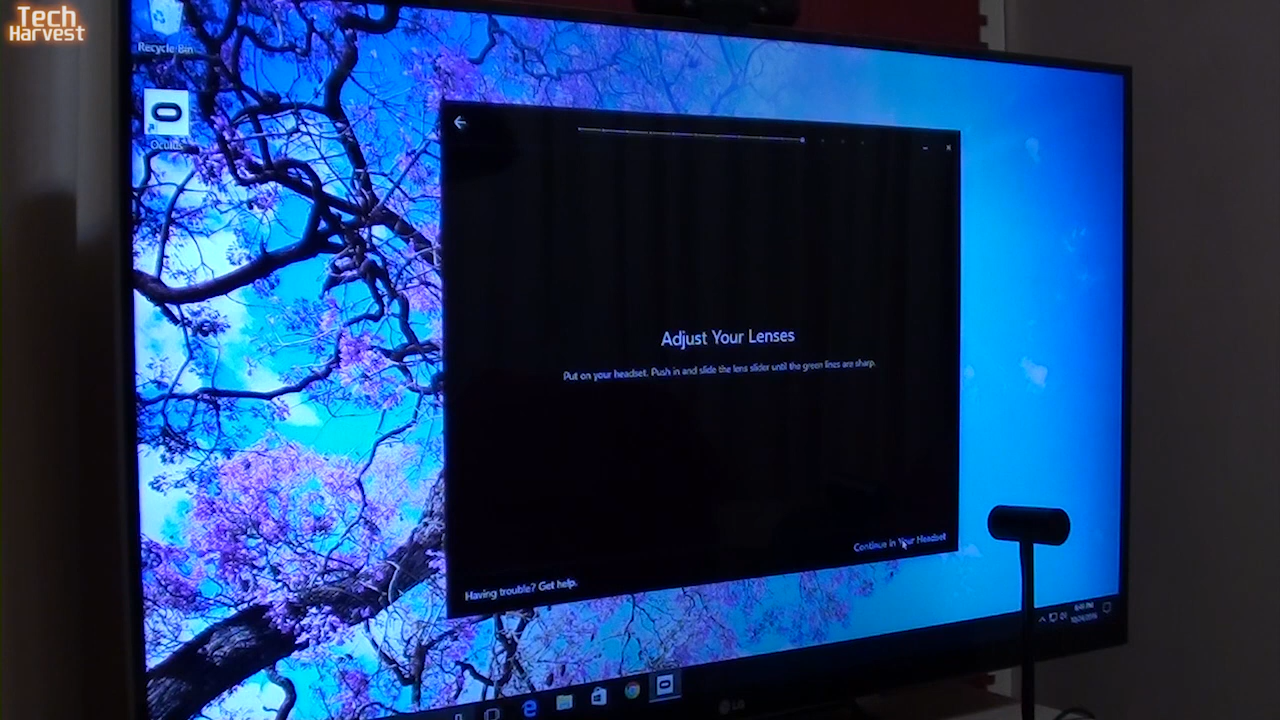 Tech
Harvest
Recycle Bin
Oculus
Adjust Your Lenses
Put on your headset. Push in and slide the lens slider until the green lines are sharp.
Continue in Your Headset
Having trouble? Get help.
LG